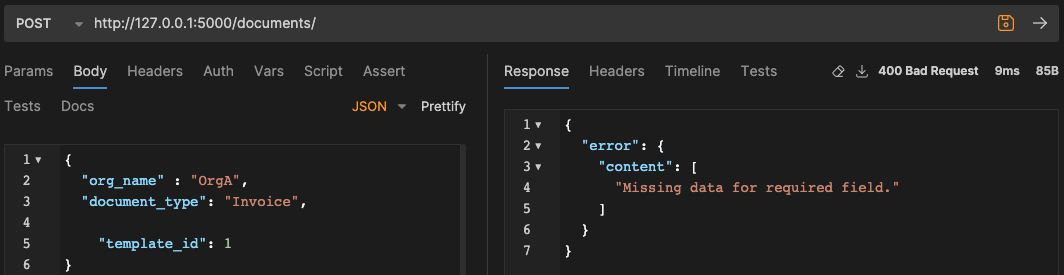 POST http://127.0.0.1:5000/documents/
Params Body Headers Auth Vars Script Assert
Tests Docs JSON Prettify
1 {
2 "org_name" : "OrgA",
3 "document_type": "Invoice",
4
5 "template_id": 1
6 }
Response Headers Timeline Tests 400 Bad Request 9ms 85B
1 {
2 "error": {
3 "content": [
4 "Missing data for required field."
5 ]
6 }
7 }